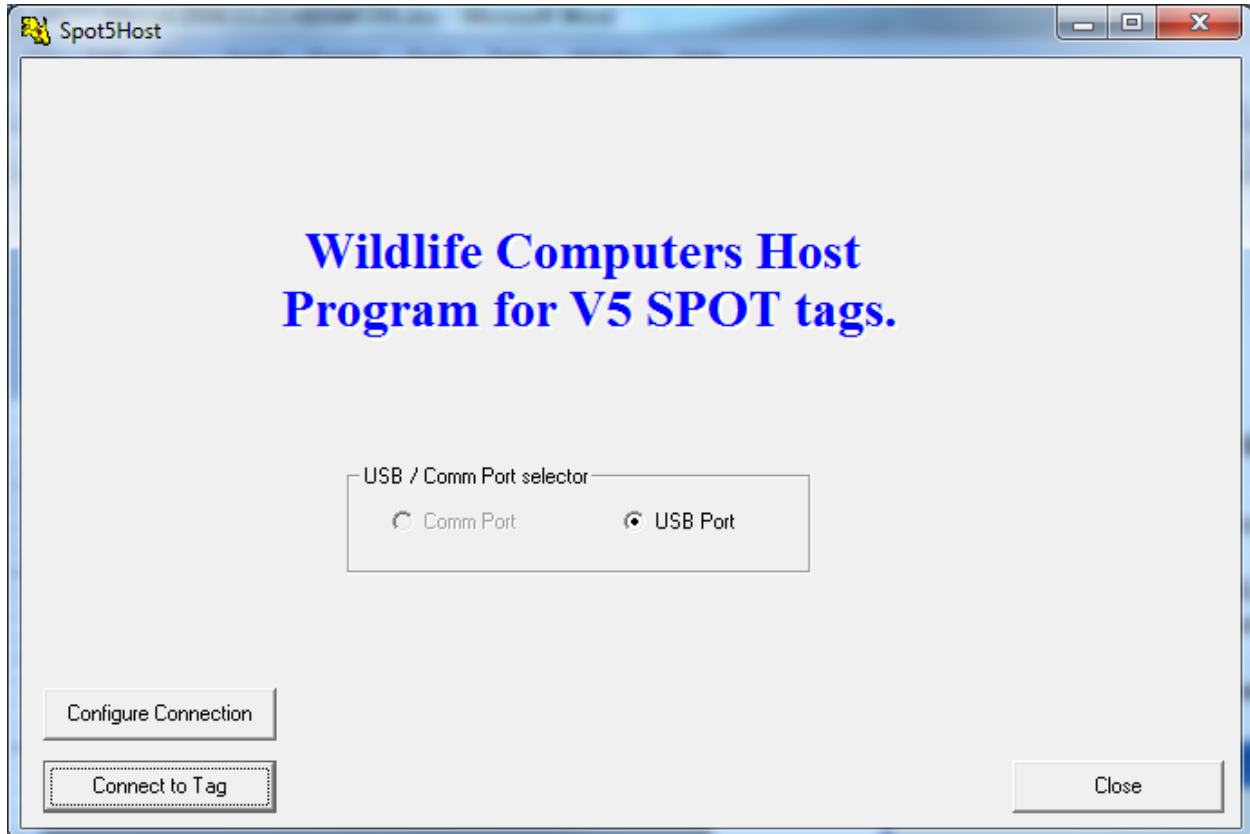 Spot5Host
Wildlife Computers Host
Program for V5 SPOT tags.
USB / Comm Port selector
Comm Port
USB Port
Configure Connection
Connect to Tag
Close